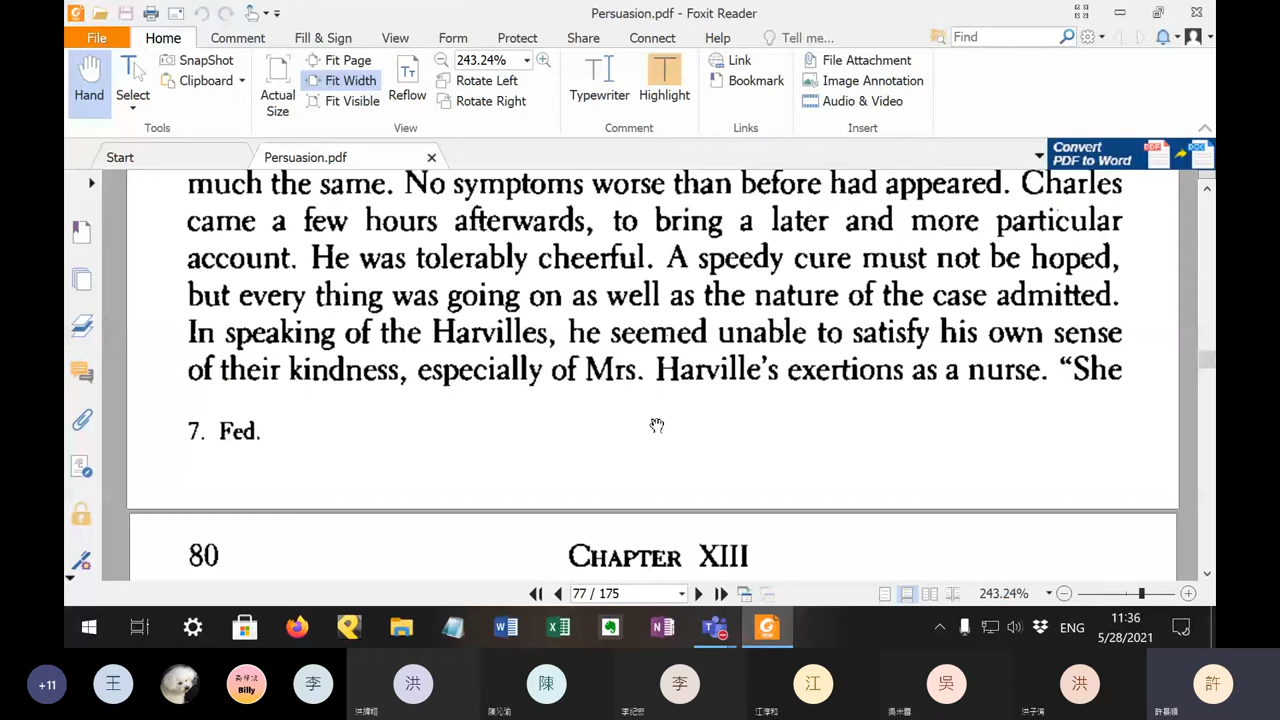 Persuasion.pdf - Foxit Reader
File Home Comment Fill & Sign View Form Protect Share Connect Help Tell me... Find
Hand
Select
SnapShot
Clipboard
Actual Size
Fit Page
Fit Width
Fit Visible
Reflow
243.24%
Rotate Left
Rotate Right
Typewriter
Highlight
Link
Bookmark
File Attachment
Image Annotation
Audio & Video
Tools View Comment Links Insert
Start Persuasion.pdf
Convert
PDF to Word
much the same. No symptoms worse than before had appeared. Charles
came a few hours afterwards, to bring a later and more particular
account. He was tolerably cheerful. A speedy cure must not be hoped,
but every thing was going on as well as the nature of the case admitted.
In speaking of the Harvilles, he seemed unable to satisfy his own sense
of their kindness, especially of Mrs. Harville's exertions as a nurse. “She
7. Fed.
80 CHAPTER XIII
77 / 175 243.24%
ENG
11:36
5/28/2021
+11 王 Billy 李 洪 陳 李 江 吳 洪 許